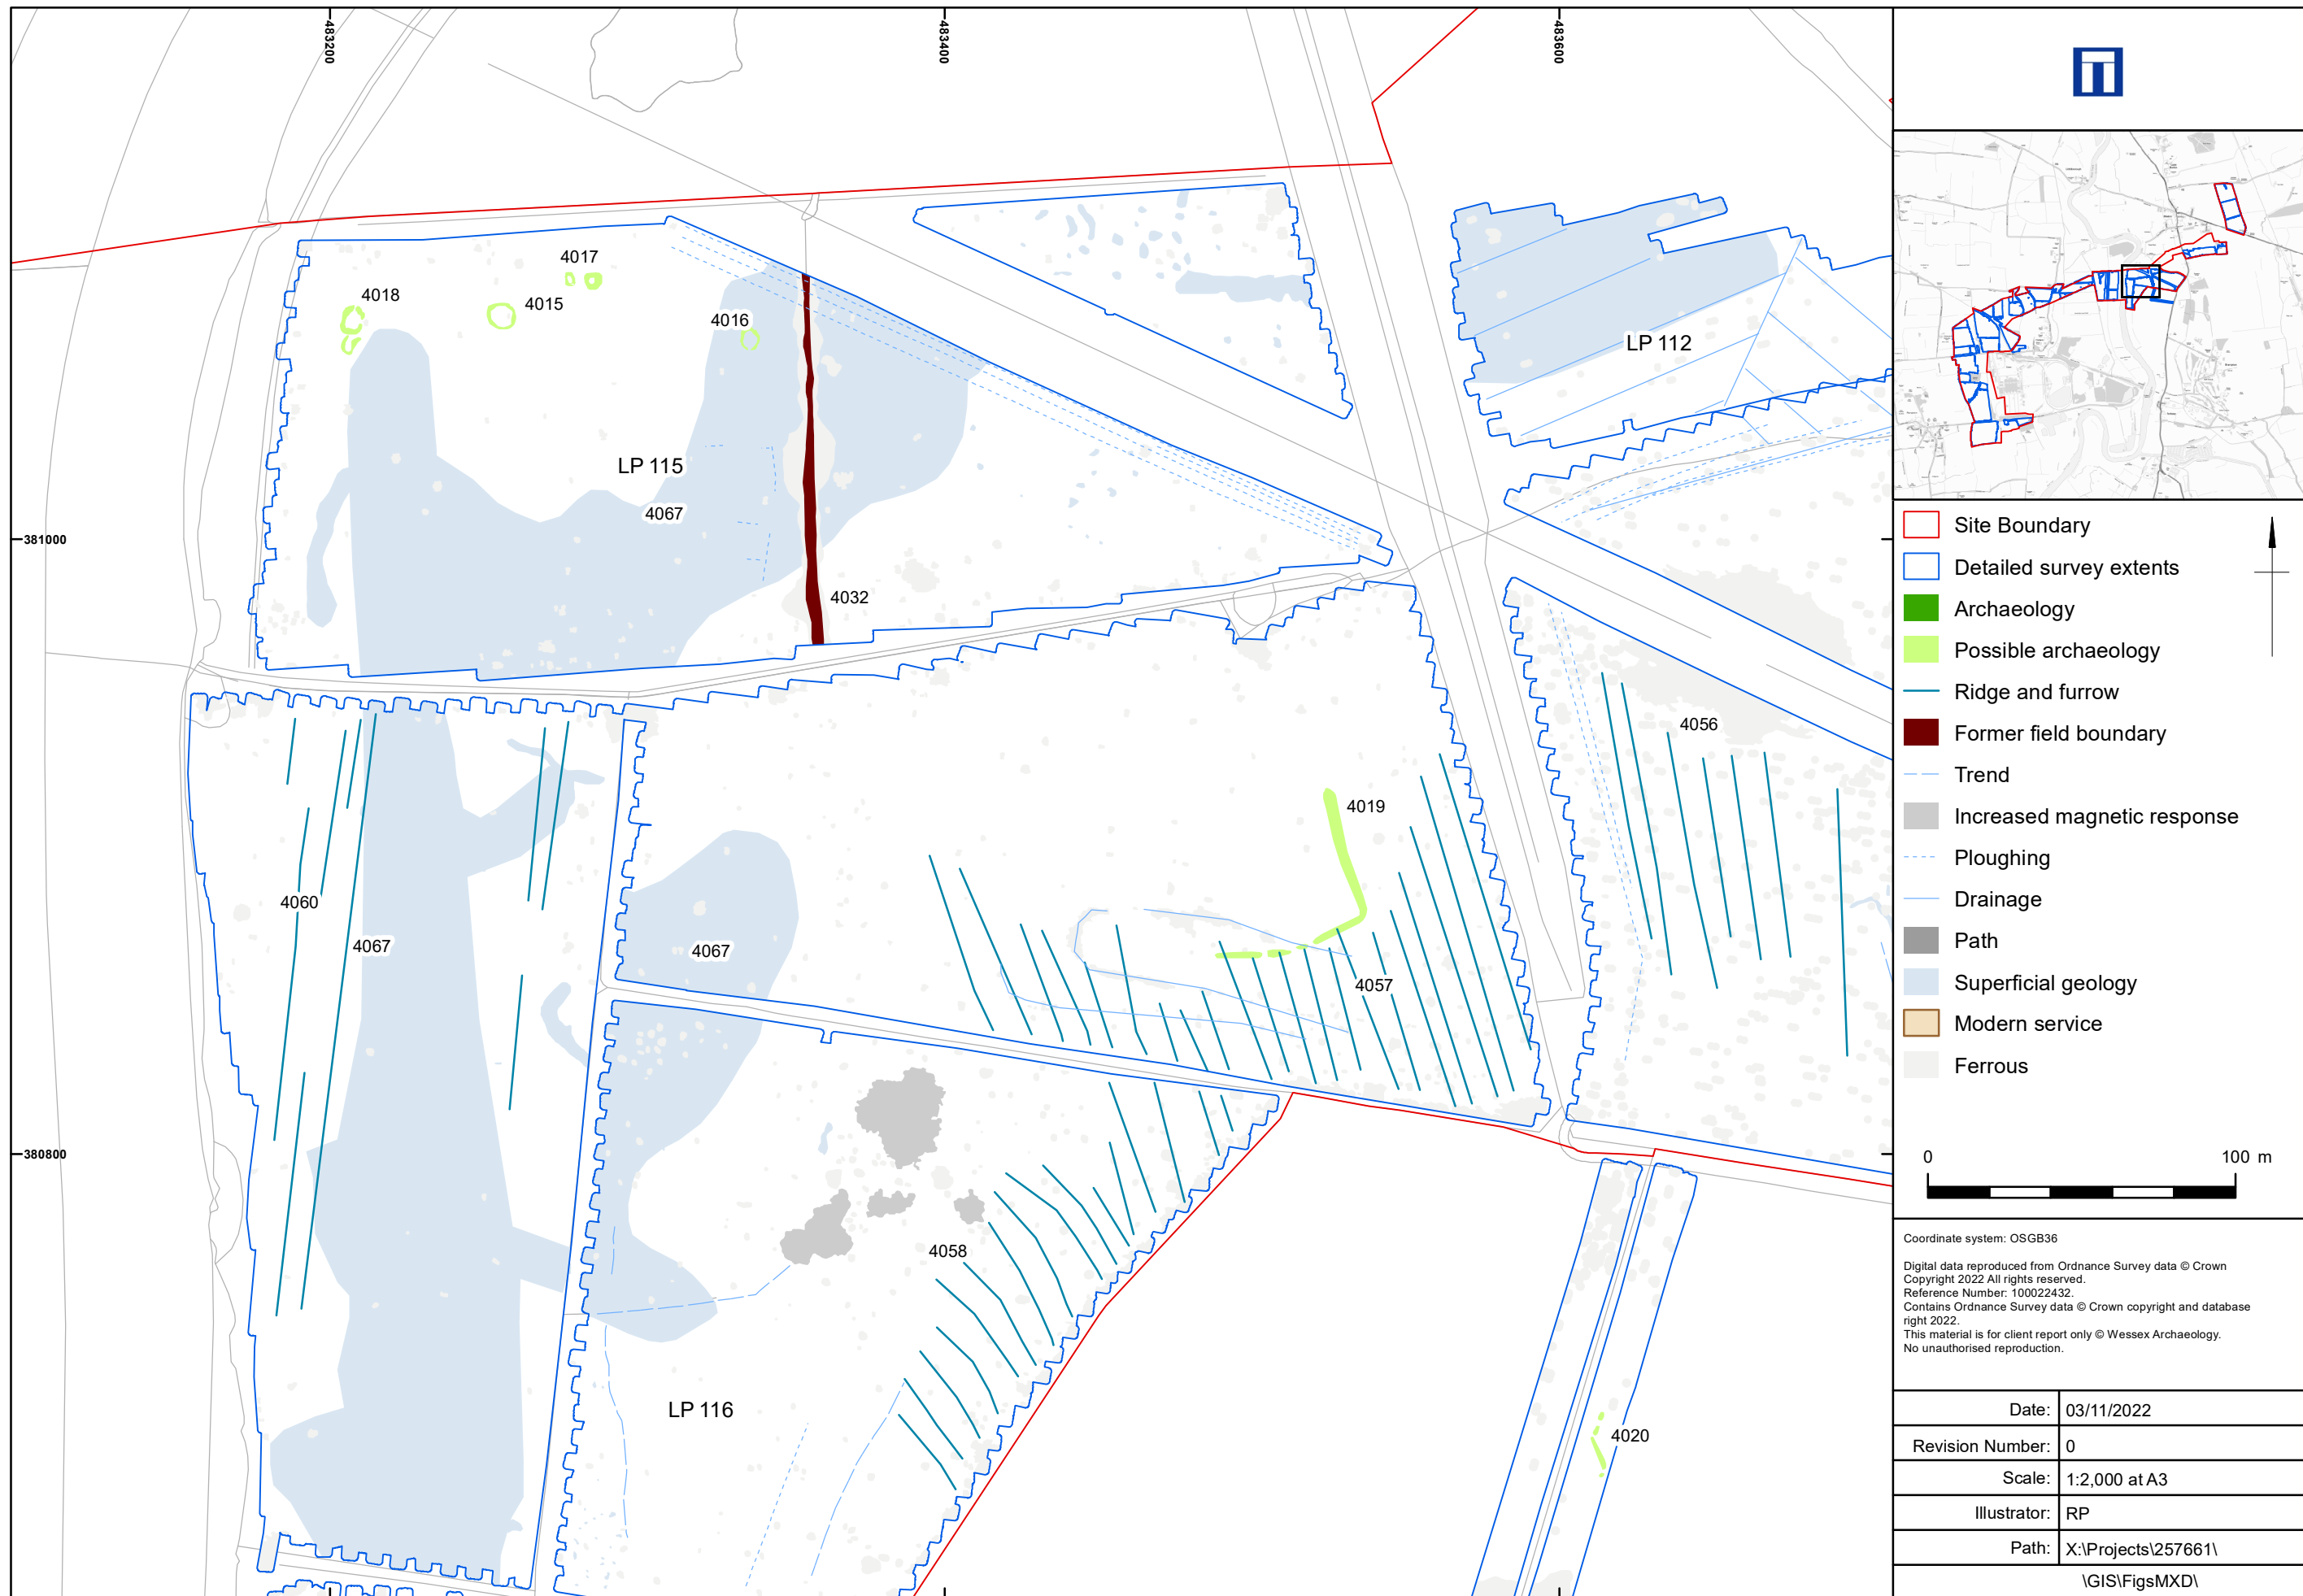 483200
483400
483600
4017
4018
4015
4016
LP 112
LP 115
4067
381000
4032
4056
4019
4060
4067
4067
4057
380800
4058
LP 116
4020
Site Boundary
Detailed survey extents
Archaeology
Possible archaeology
Ridge and furrow
Former field boundary
Trend
Increased magnetic response
Ploughing
Drainage
Path
Superficial geology
Modern service
Ferrous
0 100 m
Coordinate system: OSGB36
Digital data reproduced from Ordnance Survey data © Crown
Copyright 2022 All rights reserved.
Reference Number: 100022432.
Contains Ordnance Survey data © Crown copyright and database
right 2022.
This material is for client report only © Wessex Archaeology.
No unauthorised reproduction.
Date: 03/11/2022
Revision Number: 0
Scale: 1:2,000 at A3
Illustrator: RP
Path: X:\Projects\257661\
\GIS\FigsMXD\